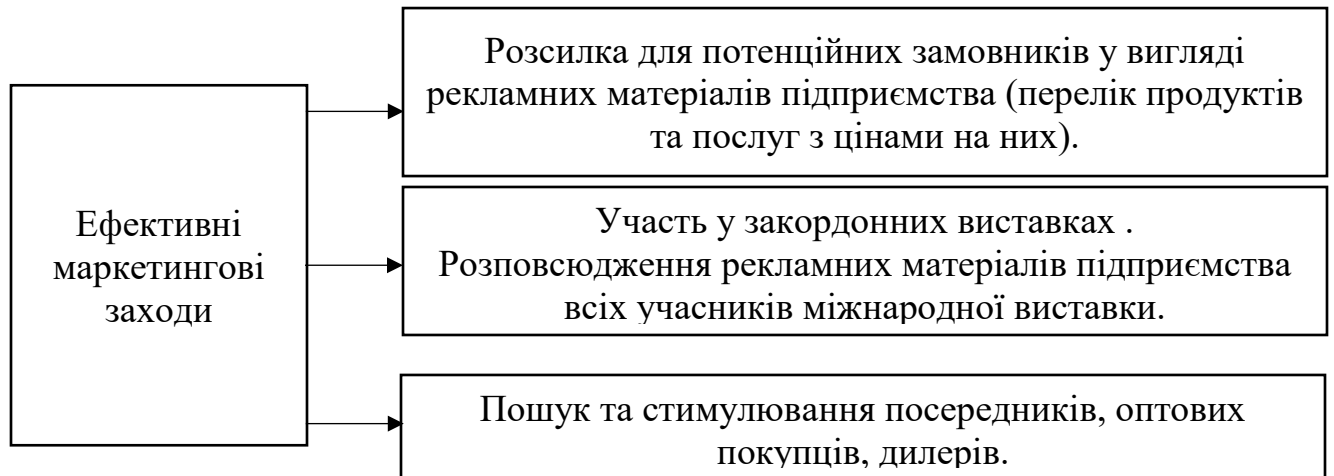 Ефективні
маркетингові
заходи
Розсилка для потенційних замовників у вигляді
рекламних матеріалів підприємства (перелік продуктів
та послуг з цінами на них).
Участь у закордонних виставках .
Розповсюдження рекламних матеріалів підприємства
всіх учасників міжнародної виставки.
Пошук та стимулювання посередників, оптових
покупців, дилерів.